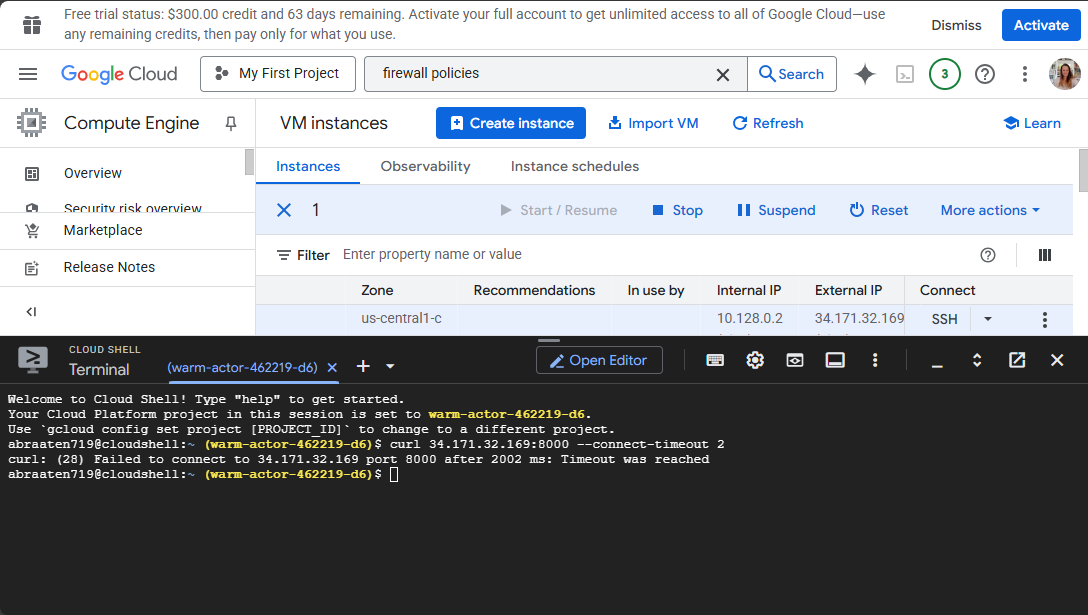 Free trial status: $300.00 credit and 63 days remaining. Activate your full account to get unlimited access to all of Google Cloud—use
any remaining credits, then pay only for what you use.
Dismiss
Activate
Google Cloud
My First Project
firewall policies
Search
3
Compute Engine
VM instances
Create instance
Import VM
Refresh
Learn
Overview
Security risk overview
Marketplace
Release Notes
Instances
Observability
Instance schedules
1
Start / Resume
Stop
Suspend
Reset
More actions
Filter
Enter property name or value
Zone
Recommendations
In use by
Internal IP
External IP
Connect
us-central1-c
10.128.0.2
34.171.32.169
SSH
CLOUD SHELL
Terminal
(warm-actor-462219-d6)
Open Editor
Welcome to Cloud Shell! Type "help" to get started.
Your Cloud Platform project in this session is set to warm-actor-462219-d6.
Use `gcloud config set project [PROJECT_ID]` to change to a different project.
abraaten719@cloudshell:~ (warm-actor-462219-d6)$ curl 34.171.32.169:8000 --connect-timeout 2
curl: (28) Failed to connect to 34.171.32.169 port 8000 after 2002 ms: Timeout was reached
abraaten719@cloudshell:~ (warm-actor-462219-d6)$